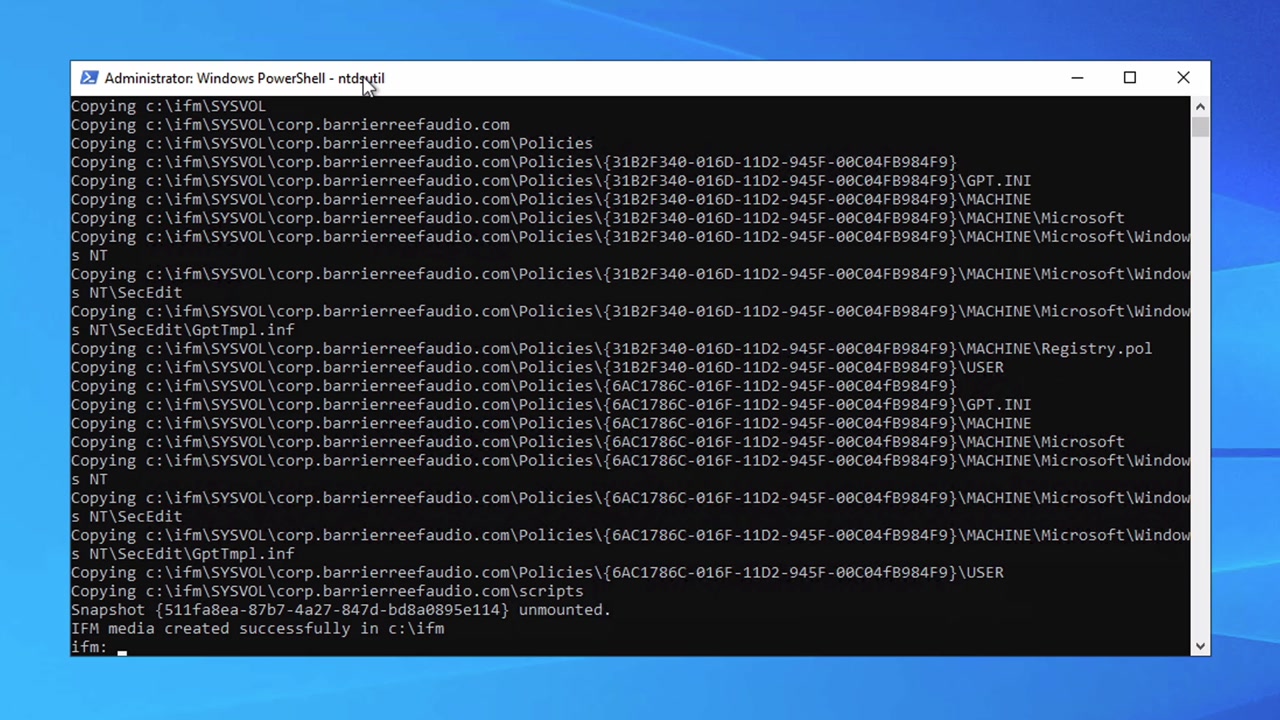 Administrator: Windows PowerShell - ntdsutil
Copying c:\ifm\SYSVOL
Copying c:\ifm\SYSVOL\corp.barrierreefaudio.com
Copying c:\ifm\SYSVOL\corp.barrierreefaudio.com\Policies
Copying c:\ifm\SYSVOL\corp.barrierreefaudio.com\Policies\{31B2F340-016D-11D2-945F-00C04FB984F9}
Copying c:\ifm\SYSVOL\corp.barrierreefaudio.com\Policies\{31B2F340-016D-11D2-945F-00C04FB984F9}\GPT.INI
Copying c:\ifm\SYSVOL\corp.barrierreefaudio.com\Policies\{31B2F340-016D-11D2-945F-00C04FB984F9}\MACHINE
Copying c:\ifm\SYSVOL\corp.barrierreefaudio.com\Policies\{31B2F340-016D-11D2-945F-00C04FB984F9}\MACHINE\Microsoft
Copying c:\ifm\SYSVOL\corp.barrierreefaudio.com\Policies\{31B2F340-016D-11D2-945F-00C04FB984F9}\MACHINE\Microsoft\Window
s NT
Copying c:\ifm\SYSVOL\corp.barrierreefaudio.com\Policies\{31B2F340-016D-11D2-945F-00C04FB984F9}\MACHINE\Microsoft\Window
s NT\SecEdit
Copying c:\ifm\SYSVOL\corp.barrierreefaudio.com\Policies\{31B2F340-016D-11D2-945F-00C04FB984F9}\MACHINE\Microsoft\Window
s NT\SecEdit\GptTmpl.inf
Copying c:\ifm\SYSVOL\corp.barrierreefaudio.com\Policies\{31B2F340-016D-11D2-945F-00C04FB984F9}\MACHINE\Registry.pol
Copying c:\ifm\SYSVOL\corp.barrierreefaudio.com\Policies\{31B2F340-016D-11D2-945F-00C04FB984F9}\USER
Copying c:\ifm\SYSVOL\corp.barrierreefaudio.com\Policies\{6AC1786C-016F-11D2-945F-00C04fB984F9}
Copying c:\ifm\SYSVOL\corp.barrierreefaudio.com\Policies\{6AC1786C-016F-11D2-945F-00C04fB984F9}\GPT.INI
Copying c:\ifm\SYSVOL\corp.barrierreefaudio.com\Policies\{6AC1786C-016F-11D2-945F-00C04fB984F9}\MACHINE
Copying c:\ifm\SYSVOL\corp.barrierreefaudio.com\Policies\{6AC1786C-016F-11D2-945F-00C04fB984F9}\MACHINE\Microsoft
Copying c:\ifm\SYSVOL\corp.barrierreefaudio.com\Policies\{6AC1786C-016F-11D2-945F-00C04fB984F9}\MACHINE\Microsoft\Window
s NT
Copying c:\ifm\SYSVOL\corp.barrierreefaudio.com\Policies\{6AC1786C-016F-11D2-945F-00C04fB984F9}\MACHINE\Microsoft\Window
s NT\SecEdit
Copying c:\ifm\SYSVOL\corp.barrierreefaudio.com\Policies\{6AC1786C-016F-11D2-945F-00C04fB984F9}\MACHINE\Microsoft\Window
s NT\SecEdit\GptTmpl.inf
Copying c:\ifm\SYSVOL\corp.barrierreefaudio.com\Policies\{6AC1786C-016F-11D2-945F-00C04fB984F9}\USER
Copying c:\ifm\SYSVOL\corp.barrierreefaudio.com\scripts
Snapshot {511fa8ea-87b7-4a27-847d-bd8a0895e114} unmounted.
IFM media created successfully in c:\ifm
ifm: